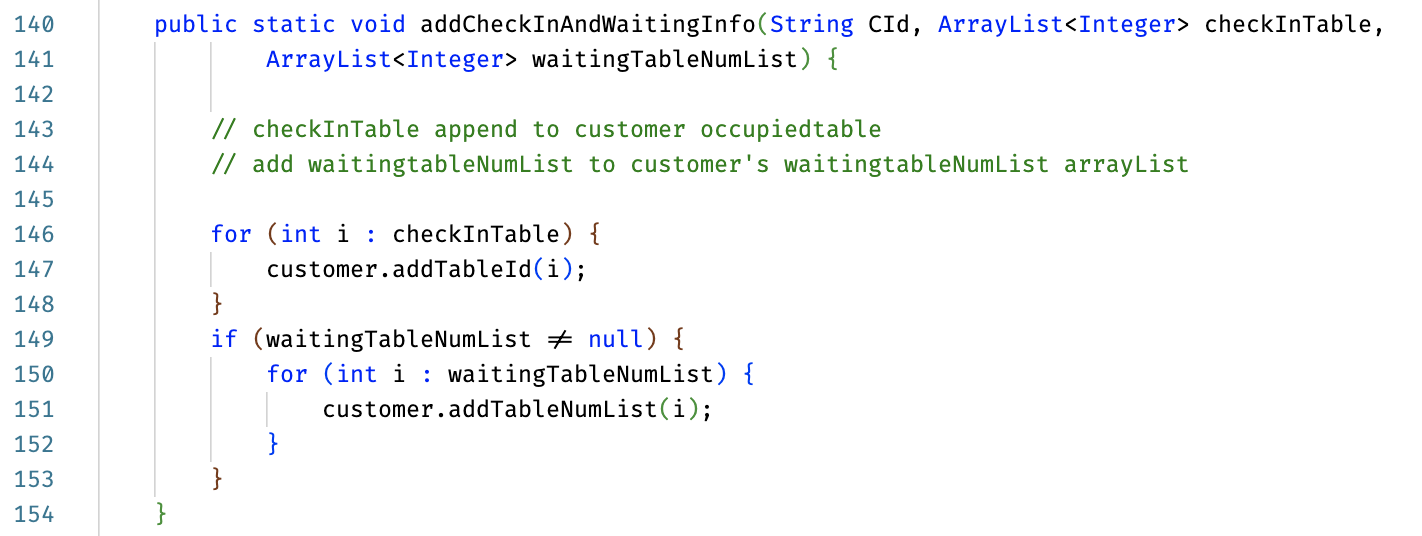 140 public static void addCheckInAndWaitingInfo(String CId, ArrayList<Integer> checkInTable,
141 ArrayList<Integer> waitingTableNumList) {
142
143 // checkInTable append to customer occupiedtable
144 // add waitingtableNumList to customer's waitingtableNumList arrayList
145
146 for (int i : checkInTable) {
147 customer.addTableId(i);
148 }
149 if (waitingTableNumList ≠ null) {
150 for (int i : waitingTableNumList) {
151 customer.addTableNumList(i);
152 }
153 }
154 }